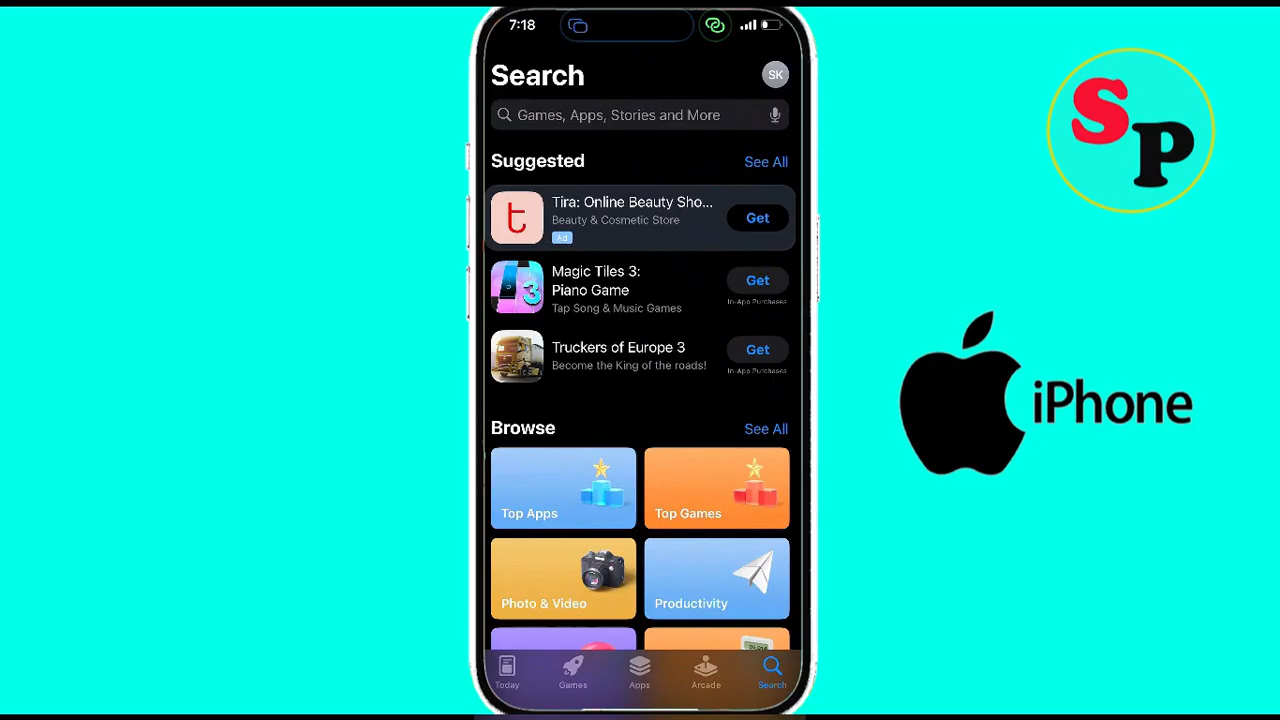 7:18
Search
SK
Games, Apps, Stories and More
Suggested
See All
t
Tira: Online Beauty Sho...
Beauty & Cosmetic Store
Ad
Get
3
Magic Tiles 3:
Piano Game
Tap Song & Music Games
Get
In-App Purchases
Truckers of Europe 3
Become the King of the roads!
Get
In-App Purchases
Browse
See All
Top Apps
Top Games
Photo & Video
Productivity
Today
Games
Apps
Arcade
Search
SP
iPhone